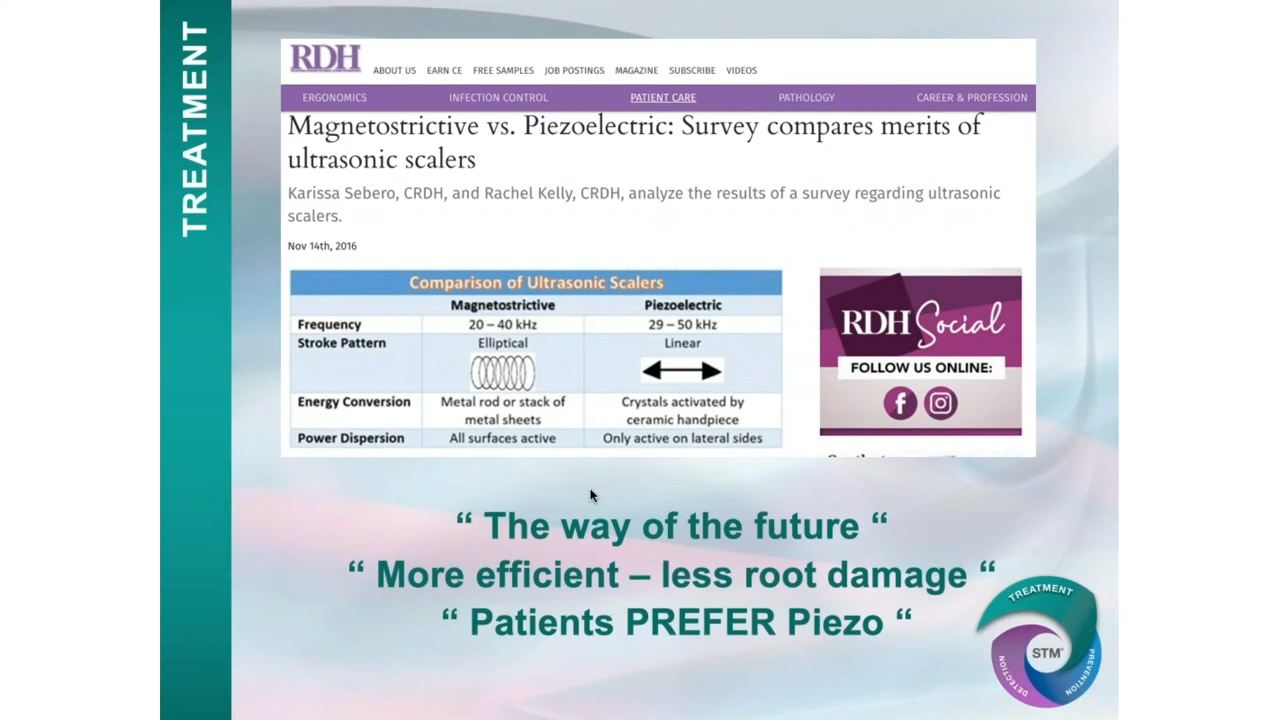 TREATMENT
RDH
ABOUT US EARN CE FREE SAMPLES JOB POSTINGS MAGAZINE SUBSCRIBE VIDEOS
ERGONOMICS INFECTION CONTROL PATIENT CARE PATHOLOGY CAREER & PROFESSION
Magnetostrictive vs. Piezoelectric: Survey compares merits of
ultrasonic scalers
Karissa Sebero, CRDH, and Rachel Kelly, CRDH, analyze the results of a survey regarding ultrasonic
scalers.
Nov 14th, 2016
Comparison of Ultrasonic Scalers
Magnetostrictive Piezoelectric
Frequency 20 – 40 kHz 29 – 50 kHz
Stroke Pattern Elliptical Linear
Energy Conversion Metal rod or stack of Crystals activated by
metal sheets ceramic handpiece
Power Dispersion All surfaces active Only active on lateral sides
RDH Social
FOLLOW US ONLINE:
“ The way of the future “
“ More efficient – less root damage “
“ Patients PREFER Piezo “
TREATMENT
STM
DETECTION
PREVENTION